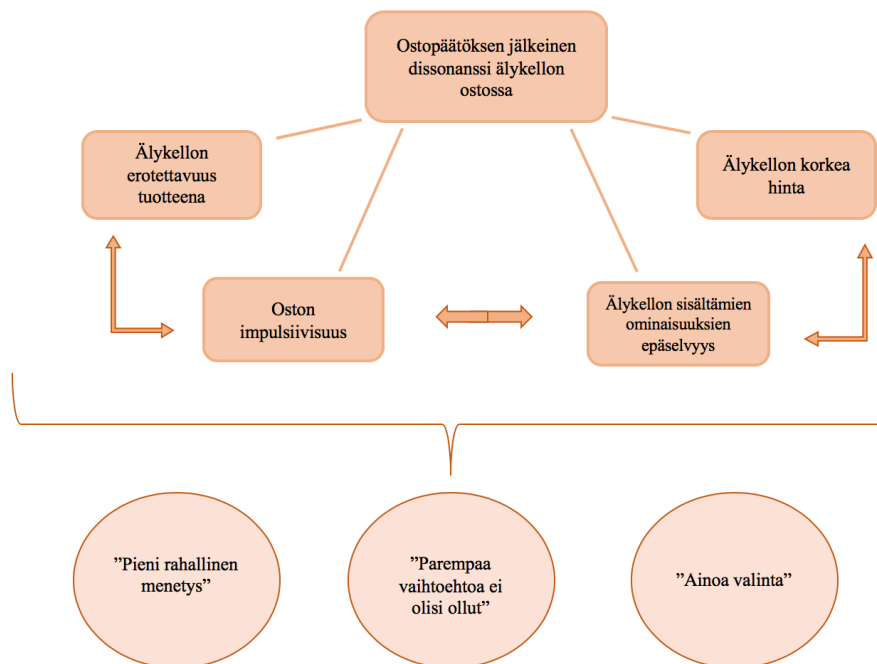 Ostopäätöksen jälkeinen
dissonanssi älykellon
ostossa
Älykellon
erotettavuus
tuotteena
Älykellon korkea
hinta
Oston
impulsiivisuus
Älykellon sisältämien
ominaisuuksien
epäselvyys
”Pieni rahallinen
menetys”
”Parempaa
vaihtoehtoa ei
olisi ollut”
”Ainoa valinta”